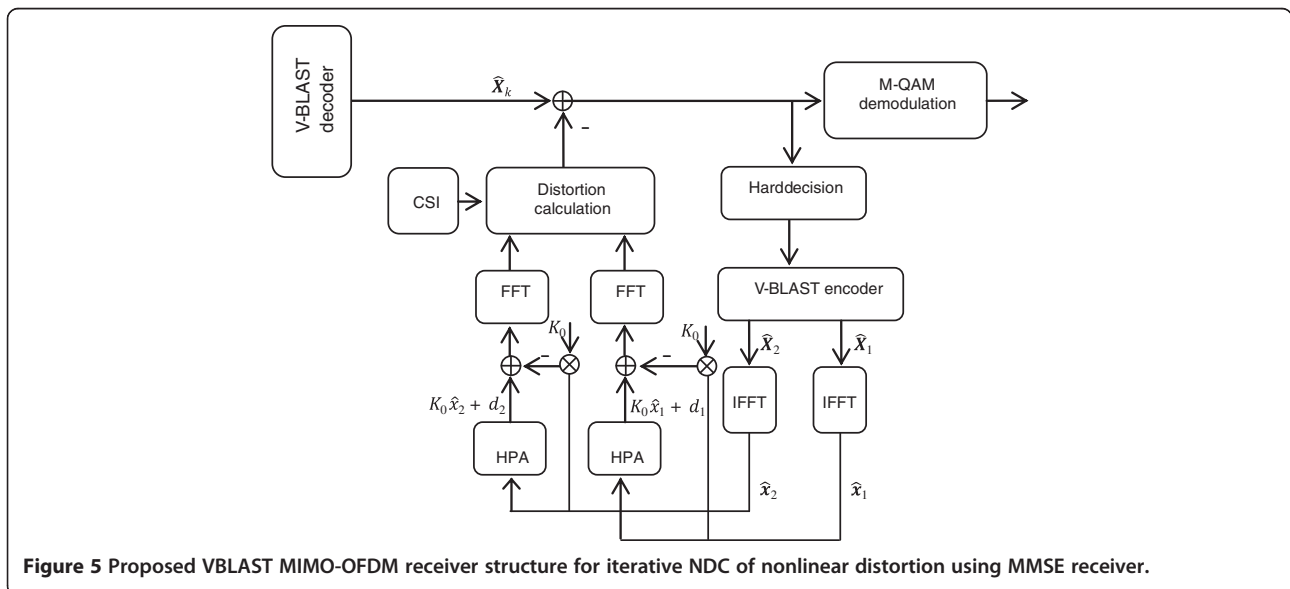 V-BLAST
decoder
X̂k
M-QAM
demodulation
-
CSI
Distortion
calculation
Harddecision
FFT
FFT
V-BLAST encoder
K0
K0
X̂2
X̂1
-
-
IFFT
IFFT
K0x̂2 + d2
K0x̂1 + d1
HPA
HPA
x̂2
x̂1
Figure 5 Proposed VBLAST MIMO-OFDM receiver structure for iterative NDC of nonlinear distortion using MMSE receiver.